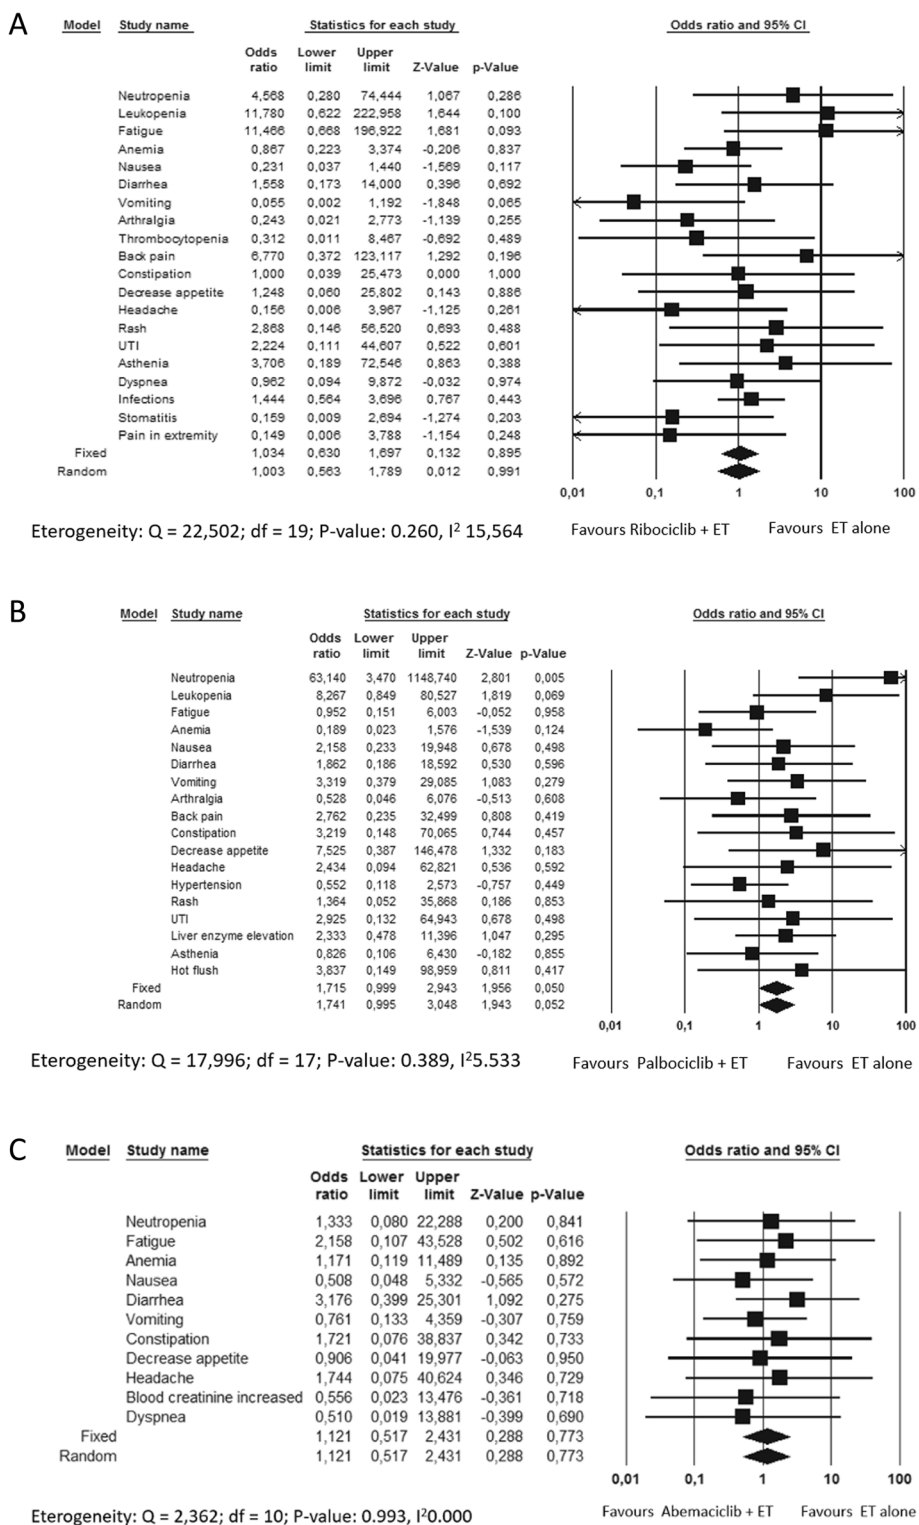 A
Model Study name Statistics for each study Odds ratio and 95% CI
Odds Lower Upper
ratio limit limit Z-Value p-Value
Neutropenia 4,568 0,280 74,444 1,067 0,286
Leukopenia 11,780 0,622 222,958 1,644 0,100
Fatigue 11,466 0,668 196,922 1,681 0,093
Anemia 0,867 0,223 3,374 -0,206 0,837
Nausea 0,231 0,037 1,440 -1,569 0,117
Diarrhea 1,558 0,173 14,000 0,396 0,692
Vomiting 0,055 0,002 1,192 -1,848 0,065
Arthralgia 0,243 0,021 2,773 -1,139 0,255
Thrombocytopenia 0,312 0,011 8,467 -0,692 0,489
Back pain 6,770 0,372 123,117 1,292 0,196
Constipation 1,000 0,039 25,473 0,000 1,000
Decrease appetite 1,248 0,060 25,802 0,143 0,886
Headache 0,156 0,006 3,967 -1,125 0,261
Rash 2,868 0,146 56,520 0,693 0,488
UTI 2,224 0,111 44,607 0,522 0,601
Asthenia 3,706 0,189 72,546 0,863 0,388
Dyspnea 0,962 0,094 9,872 -0,032 0,974
Infections 1,444 0,564 3,696 0,767 0,443
Stomatitis 0,159 0,009 2,694 -1,274 0,203
Pain in extremity 0,149 0,006 3,788 -1,154 0,248
Fixed 1,034 0,630 1,697 0,132 0,895
Random 1,003 0,563 1,789 0,012 0,991
0,01 0,1 1 10 100
Eterogeneity: Q = 22,502; df = 19; P-value: 0.260, I² 15,564 Favours Ribociclib + ET Favours ET alone
B
Model Study name Statistics for each study Odds ratio and 95% CI
Odds Lower Upper
ratio limit limit Z-Value p-Value
Neutropenia 63,140 3,470 1148,740 2,801 0,005
Leukopenia 8,267 0,849 80,527 1,819 0,069
Fatigue 0,952 0,151 6,003 -0,052 0,958
Anemia 0,189 0,023 1,576 -1,539 0,124
Nausea 2,158 0,233 19,948 0,678 0,498
Diarrhea 1,862 0,186 18,592 0,530 0,596
Vomiting 3,319 0,379 29,085 1,083 0,279
Arthralgia 0,528 0,046 6,076 -0,513 0,608
Back pain 2,762 0,235 32,499 0,808 0,419
Constipation 3,219 0,148 70,065 0,744 0,457
Decrease appetite 7,525 0,387 146,478 1,332 0,183
Headache 2,434 0,094 62,821 0,536 0,592
Hypertension 0,552 0,118 2,573 -0,757 0,449
Rash 1,364 0,052 35,868 0,186 0,853
UTI 2,925 0,132 64,943 0,678 0,498
Liver enzyme elevation 2,333 0,478 11,396 1,047 0,295
Asthenia 0,826 0,106 6,430 -0,182 0,855
Hot flush 3,837 0,149 98,959 0,811 0,417
Fixed 1,715 0,999 2,943 1,956 0,050
Random 1,741 0,995 3,048 1,943 0,052
0,01 0,1 1 10 100
Eterogeneity: Q = 17,996; df = 17; P-value: 0.389, I²5.533 Favours Palbociclib + ET Favours ET alone
C
Model Study name Statistics for each study Odds ratio and 95% CI
Odds Lower Upper
ratio limit limit Z-Value p-Value
Neutropenia 1,333 0,080 22,288 0,200 0,841
Fatigue 2,158 0,107 43,528 0,502 0,616
Anemia 1,171 0,119 11,489 0,135 0,892
Nausea 0,508 0,048 5,332 -0,565 0,572
Diarrhea 3,176 0,399 25,301 1,092 0,275
Vomiting 0,761 0,133 4,359 -0,307 0,759
Constipation 1,721 0,076 38,837 0,342 0,733
Decrease appetite 0,906 0,041 19,977 -0,063 0,950
Headache 1,744 0,075 40,624 0,346 0,729
Blood creatinine increased 0,556 0,023 13,476 -0,361 0,718
Dyspnea 0,510 0,019 13,881 -0,399 0,690
Fixed 1,121 0,517 2,431 0,288 0,773
Random 1,121 0,517 2,431 0,288 0,773
0,01 0,1 1 10 100
Eterogeneity: Q = 2,362; df = 10; P-value: 0.993, I²0.000 Favours Abemaciclib + ET Favours ET alone